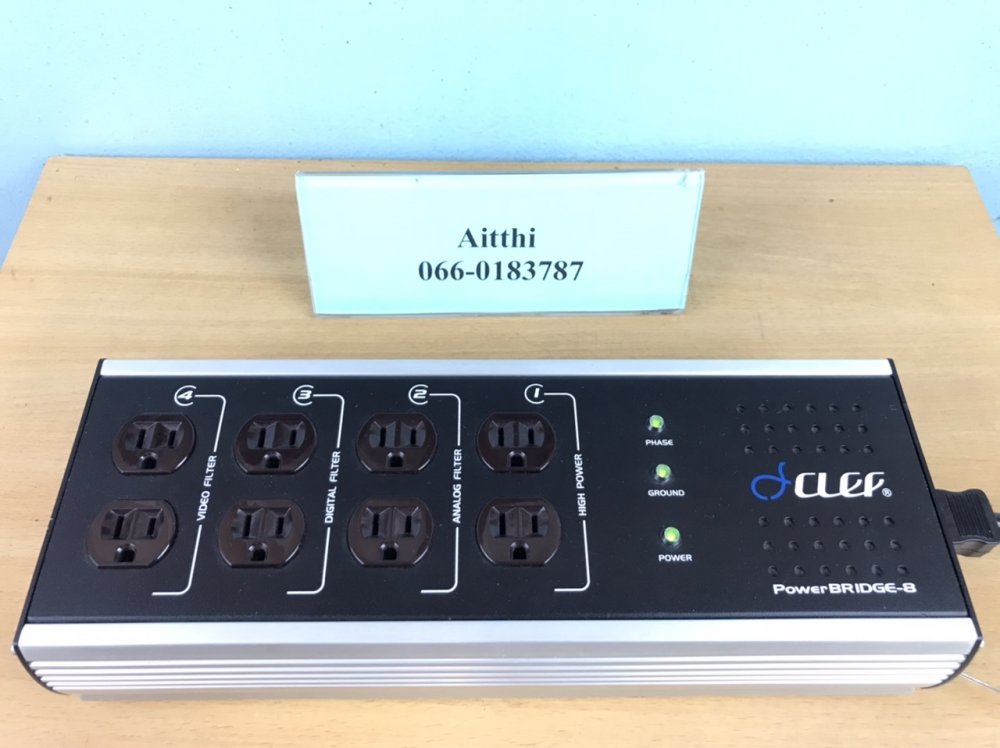 Aitthi
066-0183787
4
3
2
1
VIDEO FILTER
DIGITAL FILTER
ANALOG FILTER
HIGH POWER
PHASE
GROUND
POWER
CLEF®
PowerBRIDGE-8